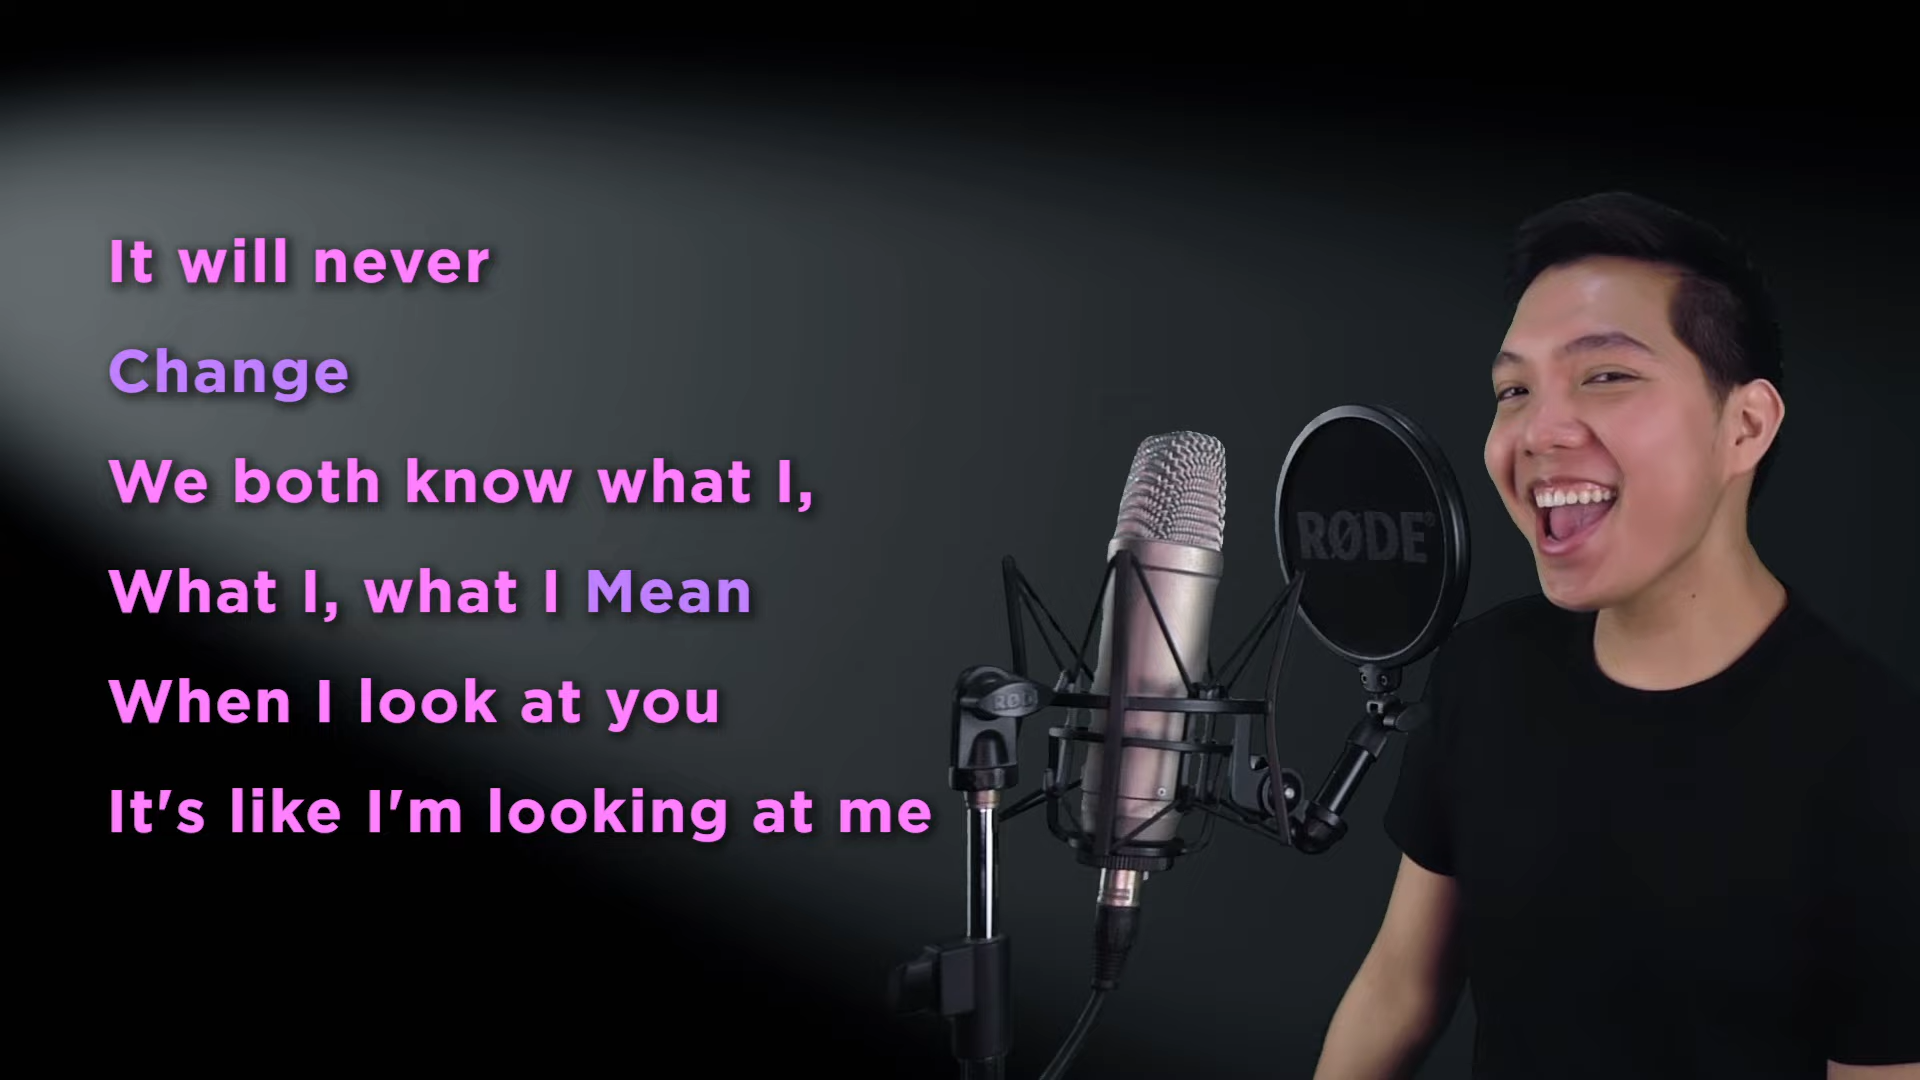 It will never
Change
We both know what I,
What I, what I Mean
When I look at you
It's like I'm looking at me
RØDE®
RØD